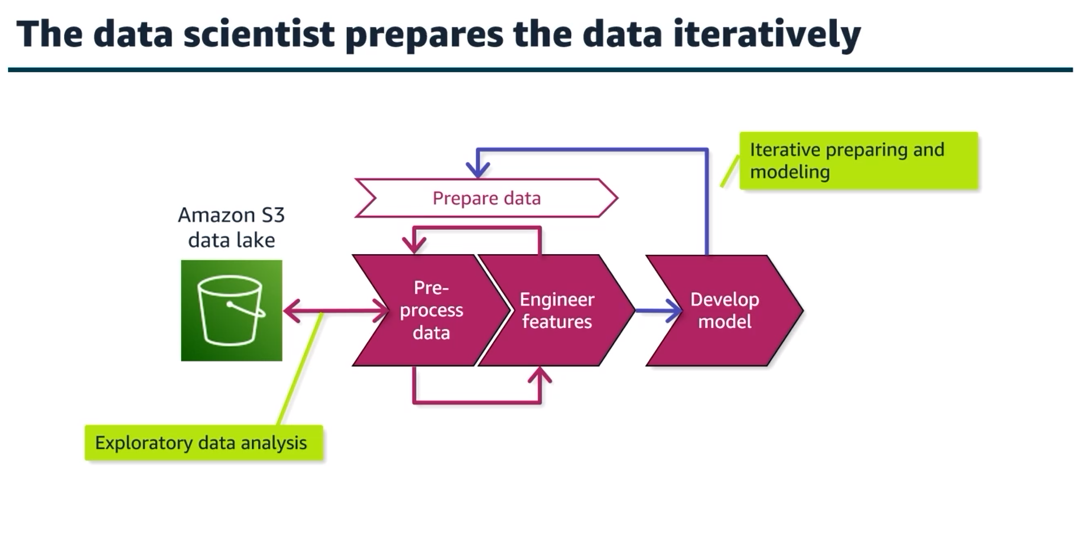 The data scientist prepares the data iteratively
Iterative preparing and
modeling
Prepare data
Amazon S3
data lake
Pre-
process
data
Engineer
features
Develop
model
Exploratory data analysis